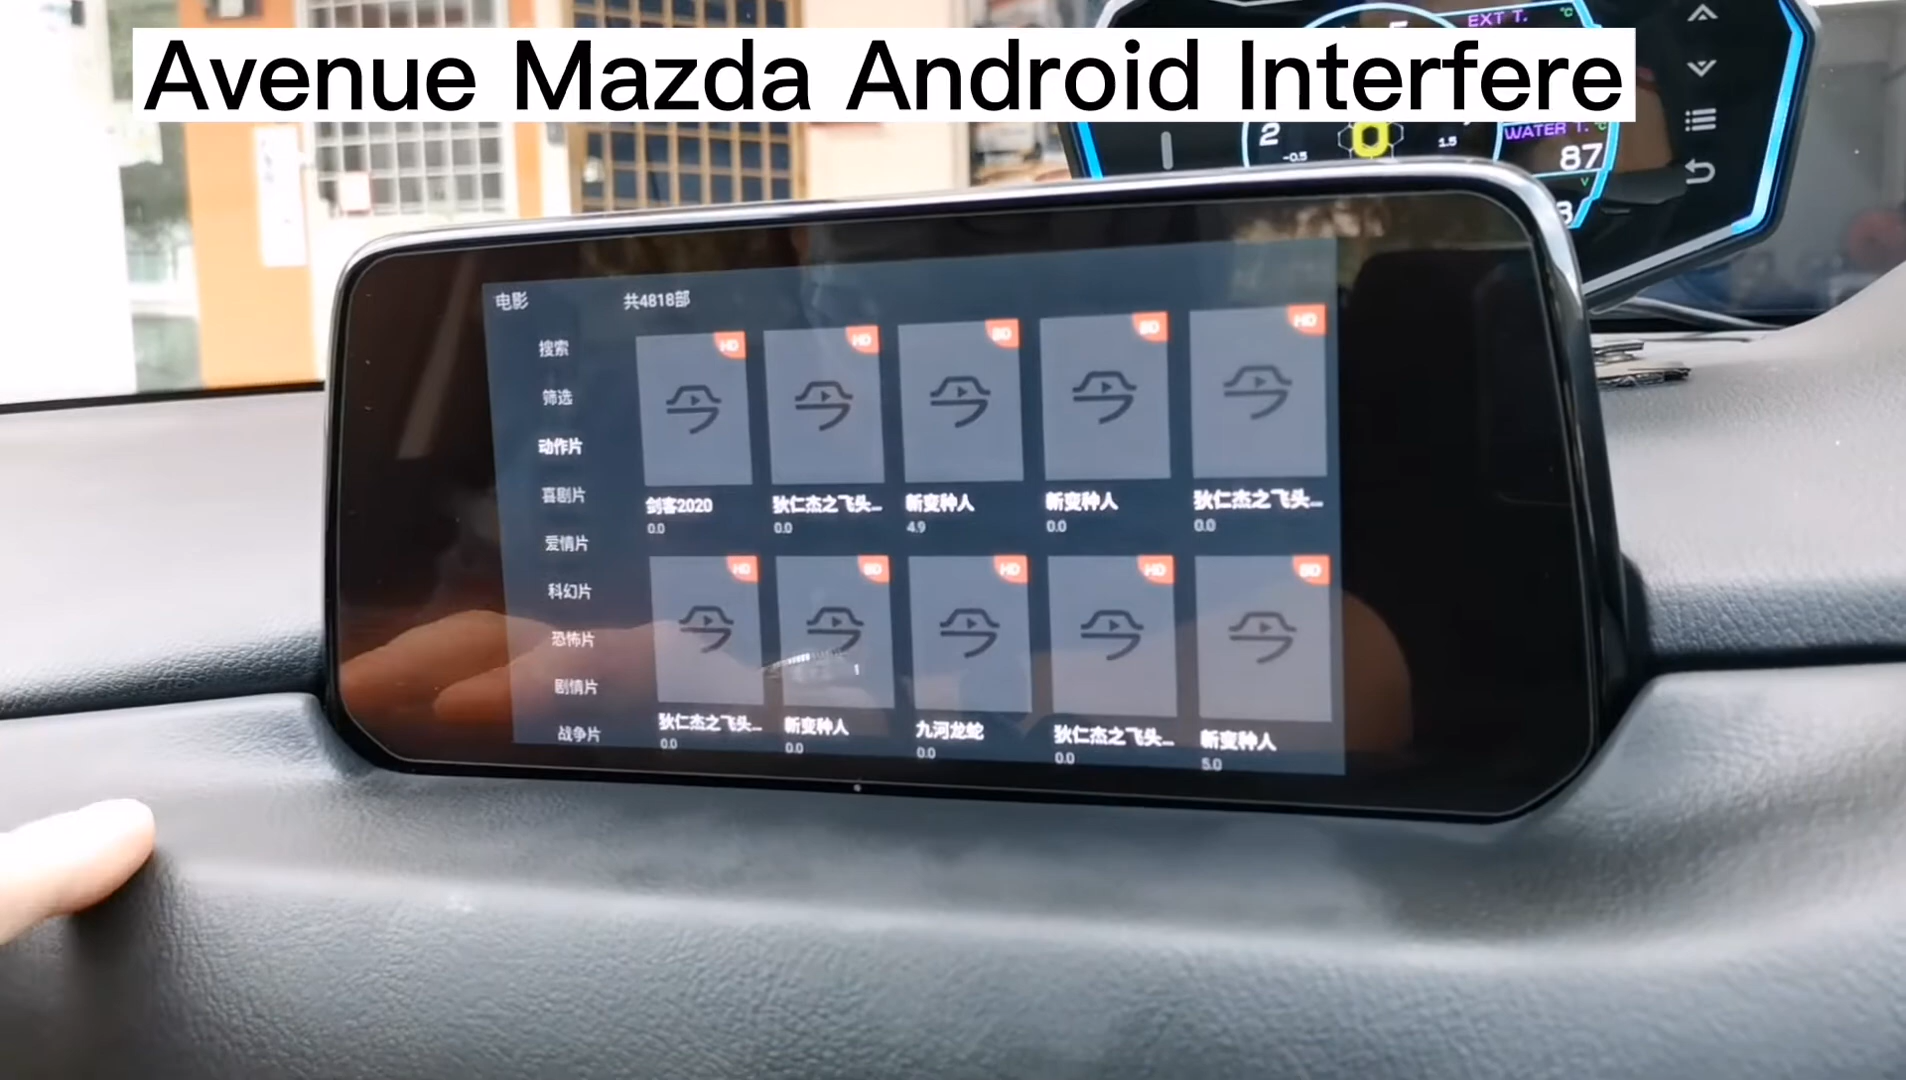 Avenue Mazda Android Interfere
EXT T. °C
2
-0.5
1.5
WATER T. °C
87
V
电影
共4818部
搜索
筛选
动作片
喜剧片
爱情片
科幻片
恐怖片
剧情片
战争片
HD HD BD BD HD
剑客2020 狄仁杰之飞头... 新变种人 新变种人 狄仁杰之飞头...
0.0 0.0 4.9 0.0 0.0
HD BD HD HD BD
狄仁杰之飞头... 新变种人 九河龙蛇 狄仁杰之飞头... 新变种人
0.0 0.0 0.0 0.0 5.0